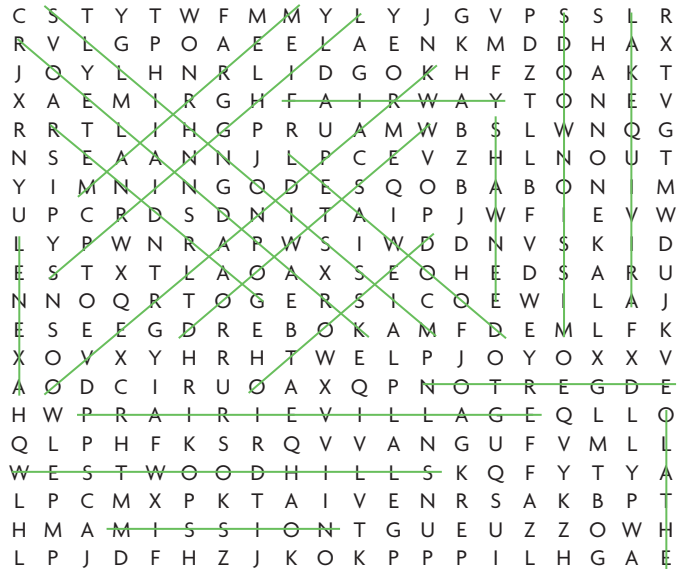 C S T Y T W F M M Y L Y J G V P S S L R
R V L G P O A E E L A E N K M D D H A X
J O Y L H N R L I D G O K H F Z O A K T
X A E M I R G H F A I R W A Y T O N E V
R R T L I H G P R U A M W B S L W N Q G
N S E A A N N J L P C E V Z H L N O U T
Y I M N I N G O D E S Q O B A B O N I M
U P C R D S D N I T A I P J W F I E V W
L Y P W N R A P W S I W D D N V S K I D
E S T X T L A O A X S E O H E D S A R U
N N O Q R T O G E R S I C O E W I L A J
E S E E G D R E B O K A M F D E M L F K
X O V X Y H R H T W E L P J O Y O X X V
A O D C I R U O A X Q P N O T R E G D E
H W P R A I R I E V I L L A G E Q L L O
Q L P H F K S R Q V V A N G U F V M L L
W E S T W O O D H I L L S K Q F Y T Y A
L P C M X P K T A I V E N R S A K B P T
H M A M I S S I O N T G U E U Z Z O W H
L P J D F H Z J K O K P P P I L H G A E